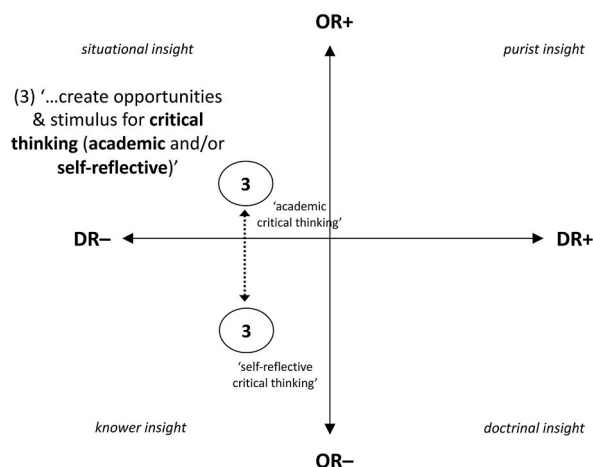 OR+
situational insight
purist insight
(3) ‘…create opportunities
& stimulus for critical
thinking (academic and/or
self-reflective)’
3
‘academic
critical thinking’
DR–
DR+
3
‘self-reflective
critical thinking’
knower insight
doctrinal insight
OR–